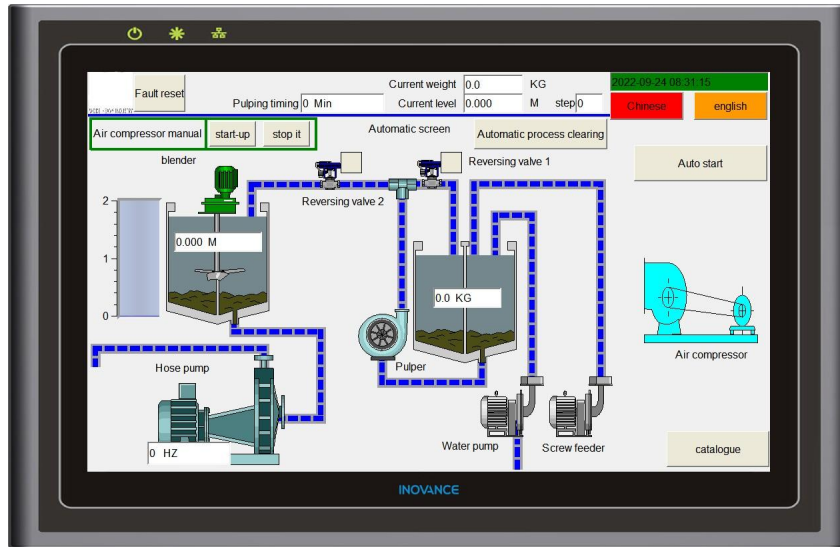 Fault reset
Current weight 0.0 KG
2022-09-24 08:31:15
Pulping timing 0 Min
Current level 0.000 M step 0
Chinese
english
Air compressor manual start-up stop it
Automatic screen
Automatic process clearing
blender
Reversing valve 1
Auto start
Reversing valve 2
2
0.000 M
1
0.0 KG
0
Air compressor
Hose pump
Pulper
Water pump
Screw feeder
0 HZ
catalogue
INOVANCE